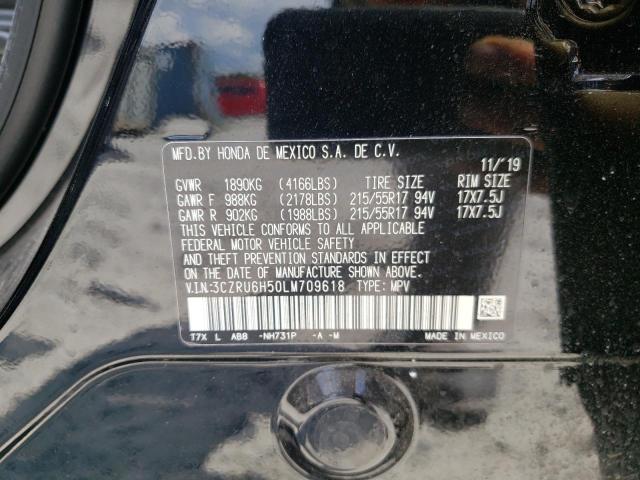 MFD.BY HONDA DE MEXICO S.A. DE C.V.
11/'19
GVWR 1890KG (4166LBS) TIRE SIZE RIM SIZE
GAWR F 988KG (2178LBS) 215/55R17 94V 17X7.5J
GAWR R 902KG (1988LBS) 215/55R17 94V 17X7.5J
THIS VEHICLE CONFORMS TO ALL APPLICABLE
FEDERAL MOTOR VEHICLE SAFETY
AND THEFT PREVENTION STANDARDS IN EFFECT
ON THE DATE OF MANUFACTURE SHOWN ABOVE.
V.I.N:3CZRU6H50LM709618 TYPE: MPV
T7X L AB8 -NH731P -A -M MADE IN MEXICO